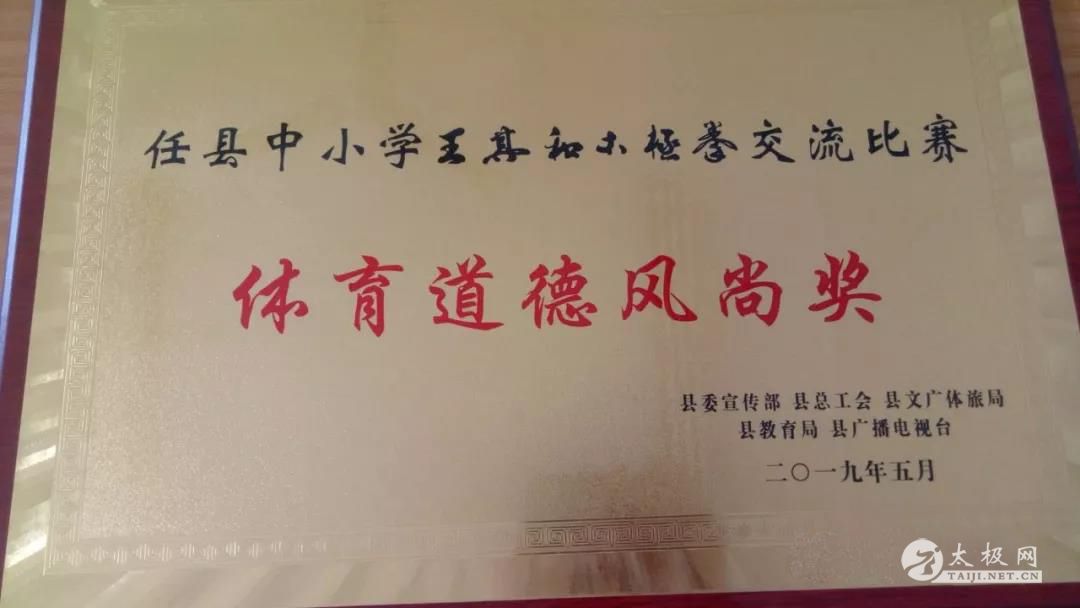 任县中小学王其和太极拳交流比赛
体育道德风尚奖
县委宣传部 县总工会 县文广体旅局
县教育局 县广播电视台
二〇一九年五月
太极网
TAIJI.NET.CN